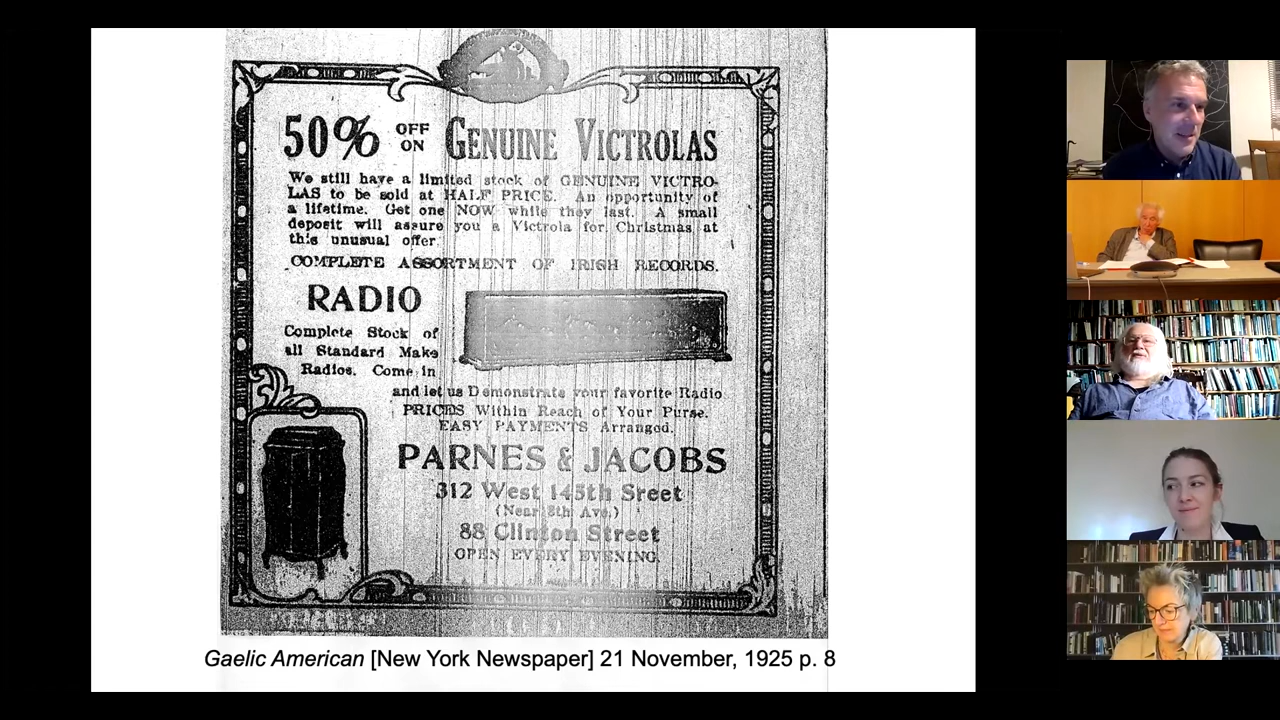 50% OFF ON GENUINE VICTROLAS
We still have a limited stock of GENUINE VICTRO-
LAS to be sold at HALF PRICE. An opportunity of
a lifetime. Get one NOW while they last. A small
deposit will assure you a Victrola for Christmas at
this unusual offer.
COMPLETE ASSORTMENT OF IRISH RECORDS.
RADIO
Complete Stock of
all Standard Make
Radios. Come in
and let us Demonstrate your favorite Radio
PRICES Within Reach of Your Purse.
EASY PAYMENTS Arranged.
PARNES & JACOBS
312 West 145th Sreet
(Near 8th Ave.)
88 Clinton Street
OPEN EVERY EVENING.
Gaelic American [New York Newspaper] 21 November, 1925 p. 8